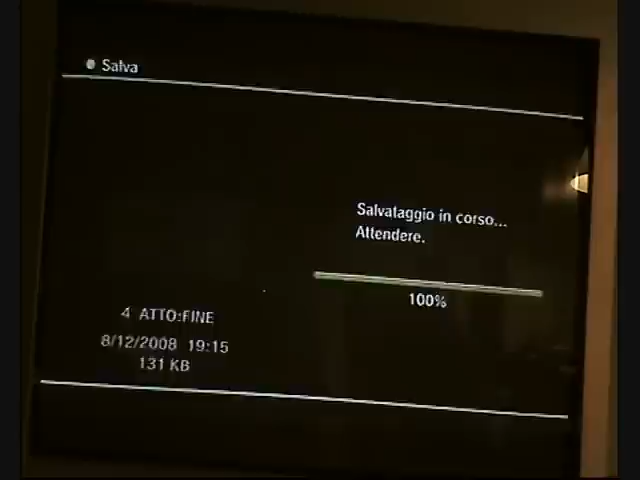 Salva
Salvataggio in corso...
Attendere.
100%
4 ATTO:FINE
8/12/2008 19:15
131 KB